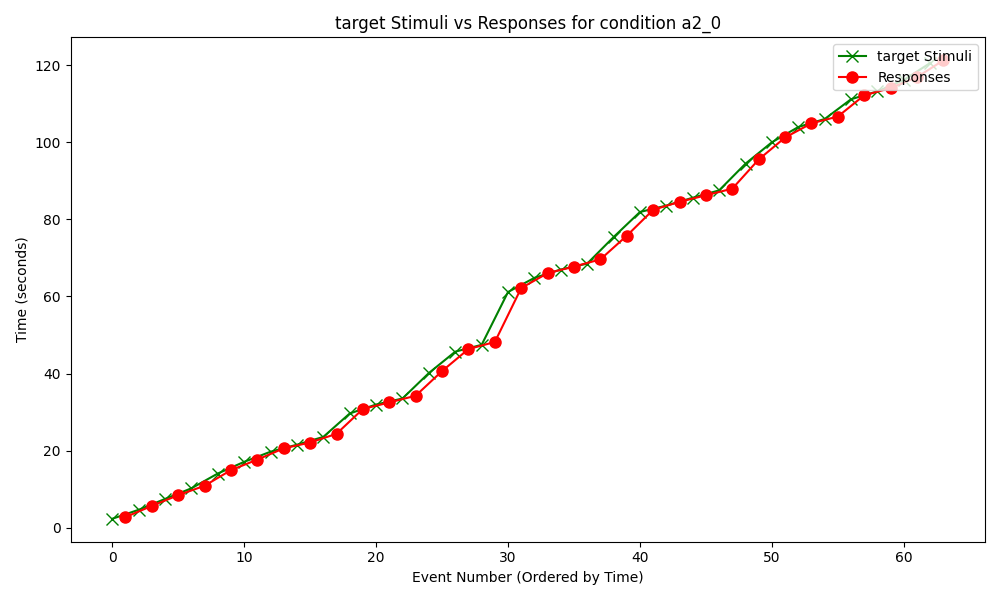 target Stimuli vs Responses for condition a2_0
target Stimuli
Responses
Time (seconds)
120
100
80
60
40
20
0
0 10 20 30 40 50 60
Event Number (Ordered by Time)